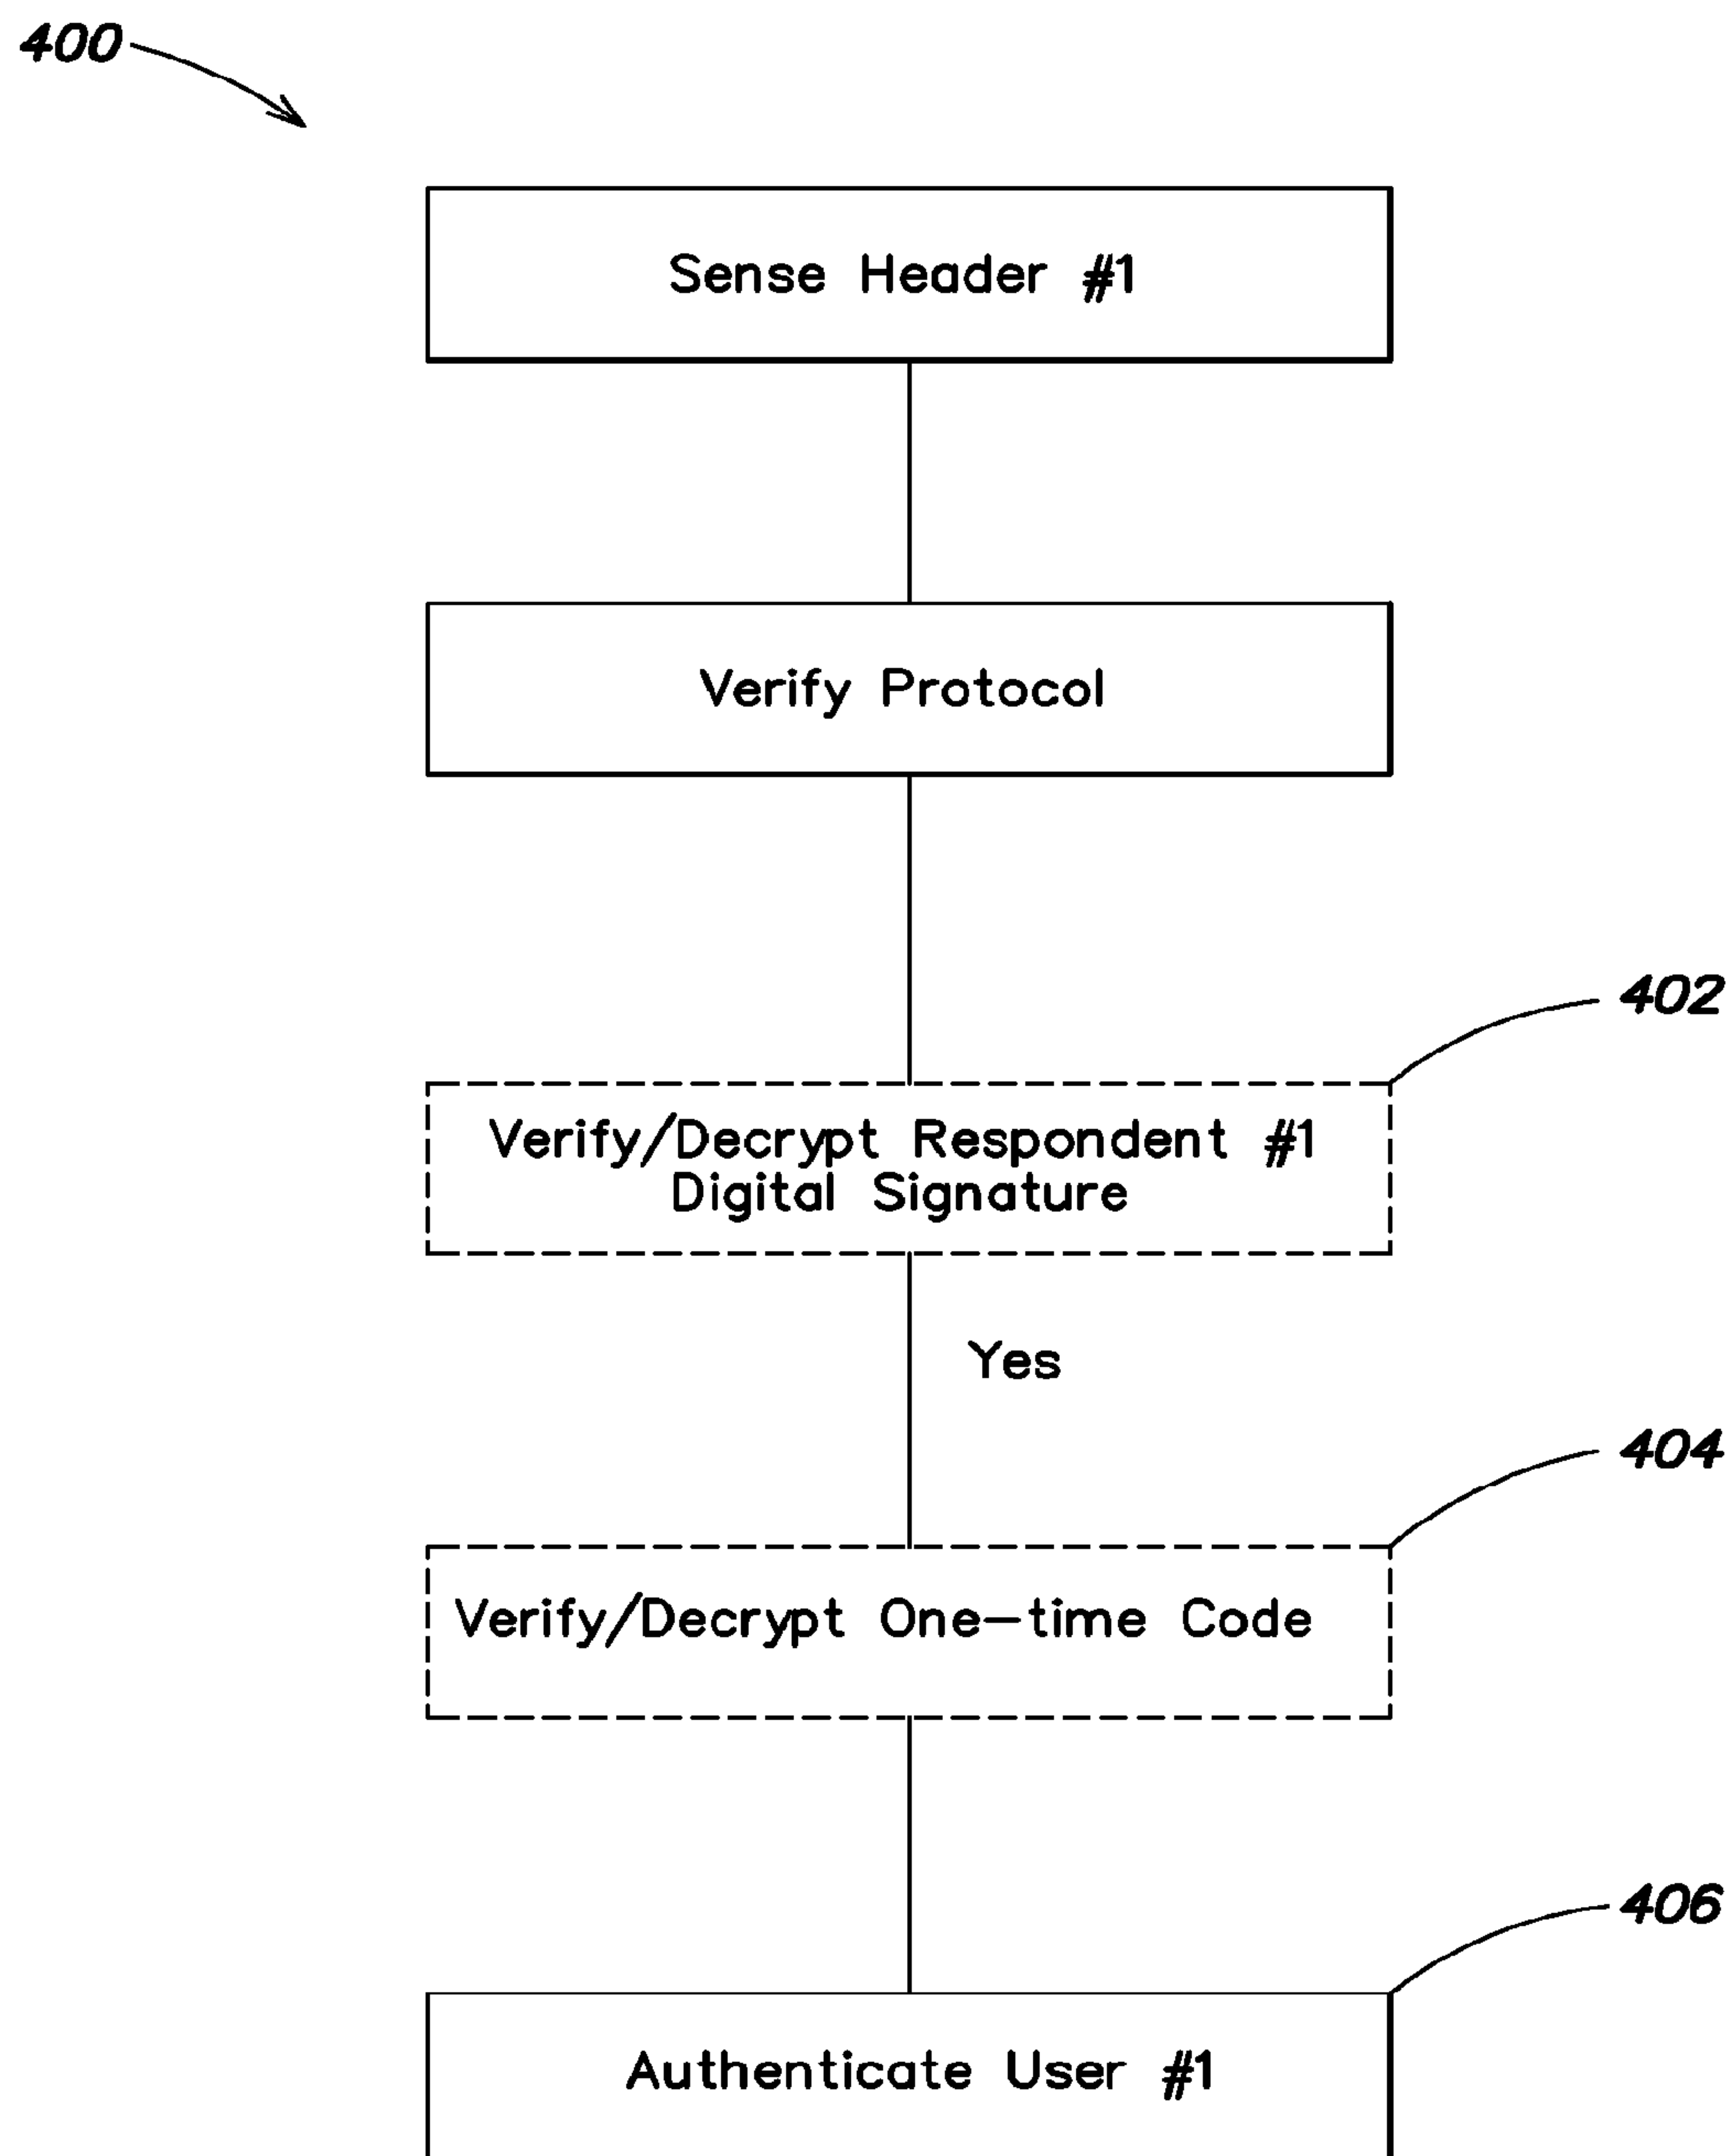 400
Sense Header #1
Verify Protocol
402
Verify/Decrypt Respondent #1
Digital Signature
Yes
404
Verify/Decrypt One-time Code
406
Authenticate User #1